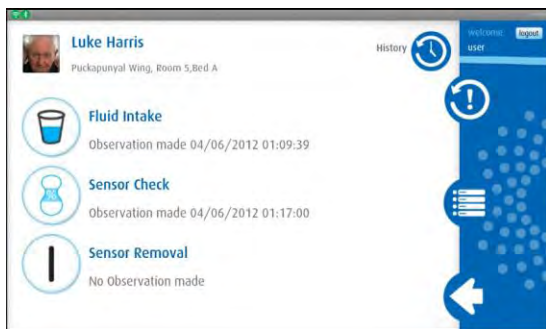 Luke Harris
Puckapunyal Wing, Room 5,Bed A
History
welcome
logout
user
Fluid Intake
Observation made 04/06/2012 01:09:39
%
Sensor Check
Observation made 04/06/2012 01:17:00
Sensor Removal
No Observation made